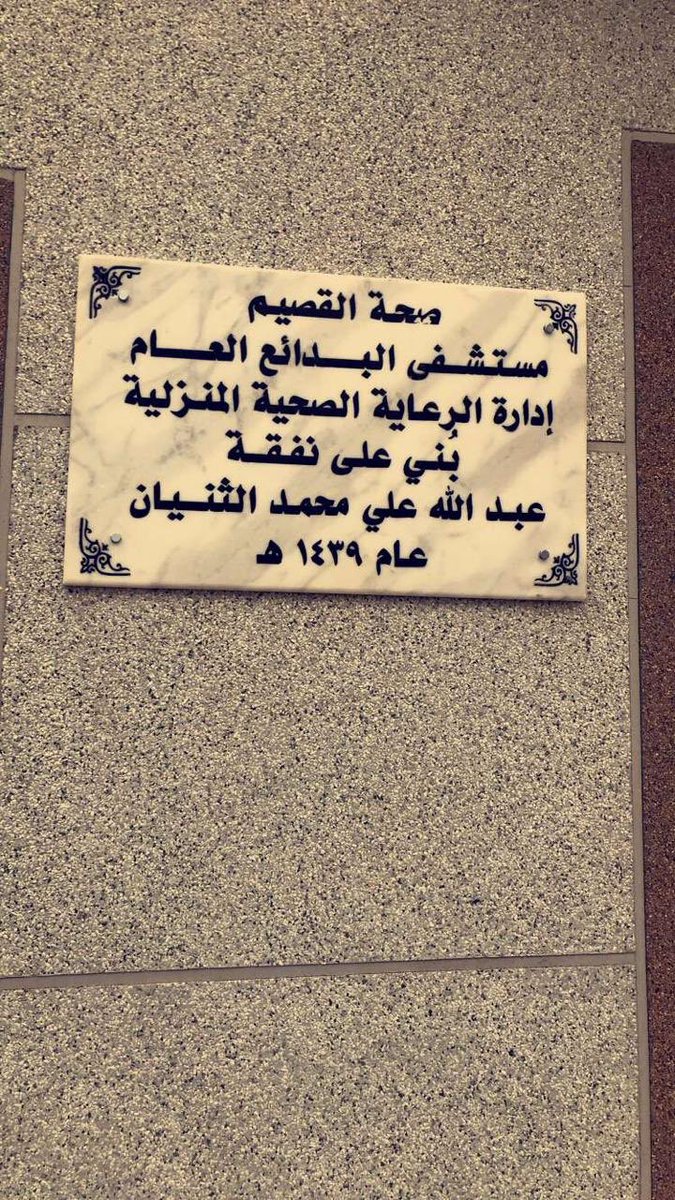 صحة القصيم
مستشفى البدائع العام
إدارة الرعاية الصحية المنزلية
بُني على نفقة
عبد الله علي محمد الثنيان
عام ١٤٣٩ هـ